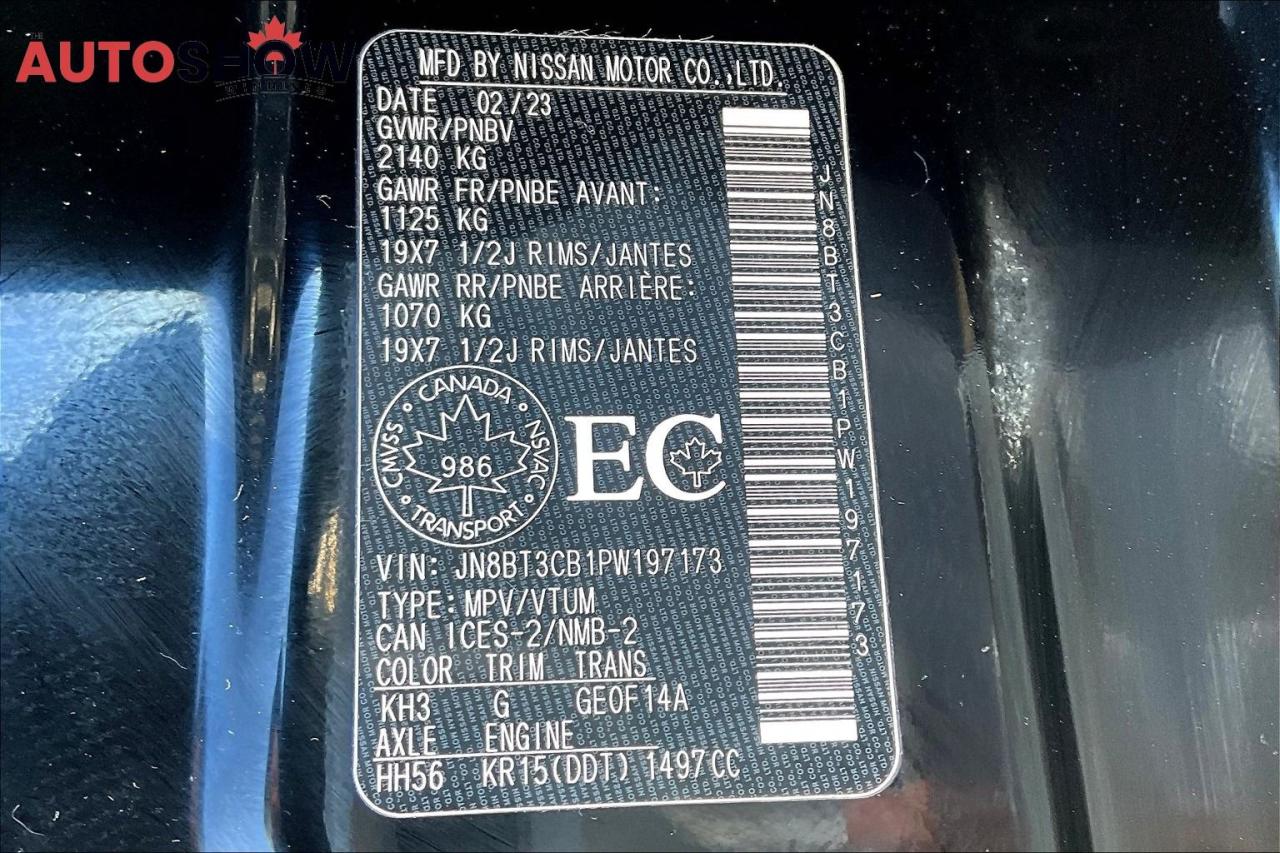 THE
AUTOSHOW
WINNIPEG
MFD BY NISSAN MOTOR CO.,LTD.
DATE 02/23
GVWR/PNBV
2140 KG
GAWR FR/PNBE AVANT:
1125 KG
19X7 1/2J RIMS/JANTES
GAWR RR/PNBE ARRIÈRE:
1070 KG
19X7 1/2J RIMS/JANTES
CANADA
CMVSS 986 NSVAC
TRANSPORT
EC
VIN: JN8BT3CB1PW197173
TYPE: MPV/VTUM
CAN ICES-2/NMB-2
COLOR TRIM TRANS
KH3 G GE0F14A
AXLE ENGINE
HH56 KR15(DDT) 1497CC
JN8BT3CB1PW197173